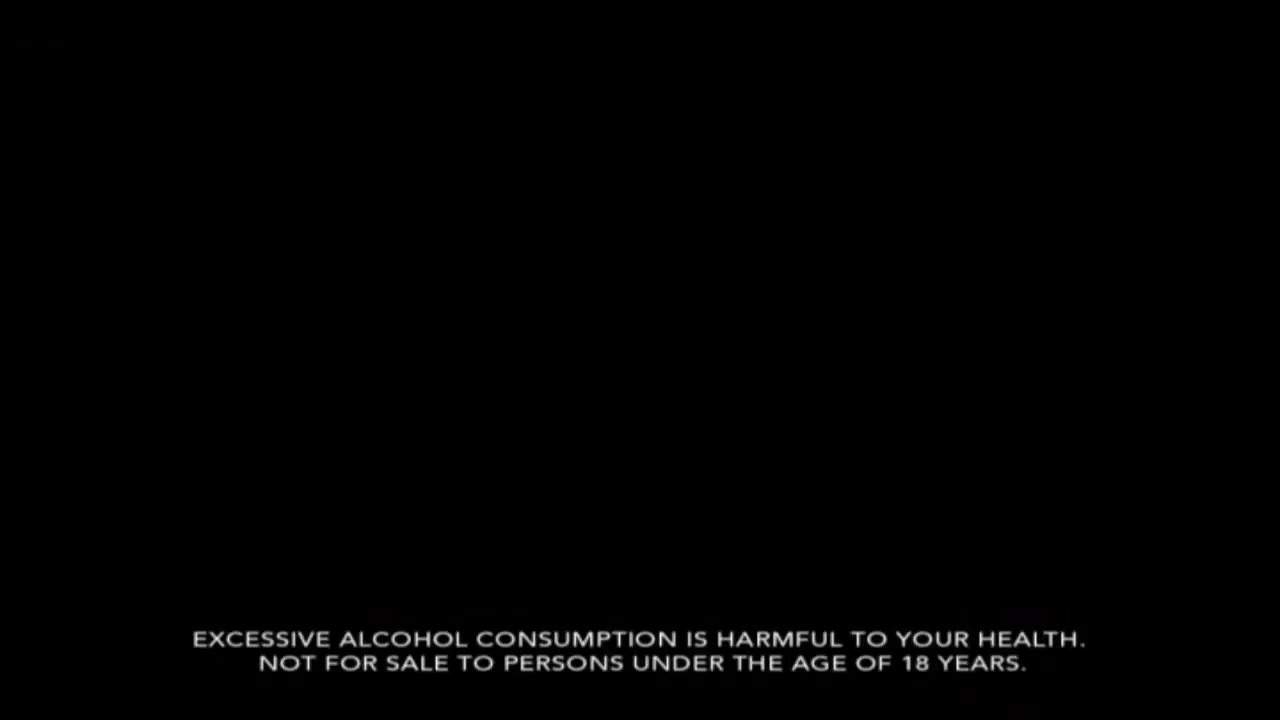 EXCESSIVE ALCOHOL CONSUMPTION IS HARMFUL TO YOUR HEALTH.
NOT FOR SALE TO PERSONS UNDER THE AGE OF 18 YEARS.